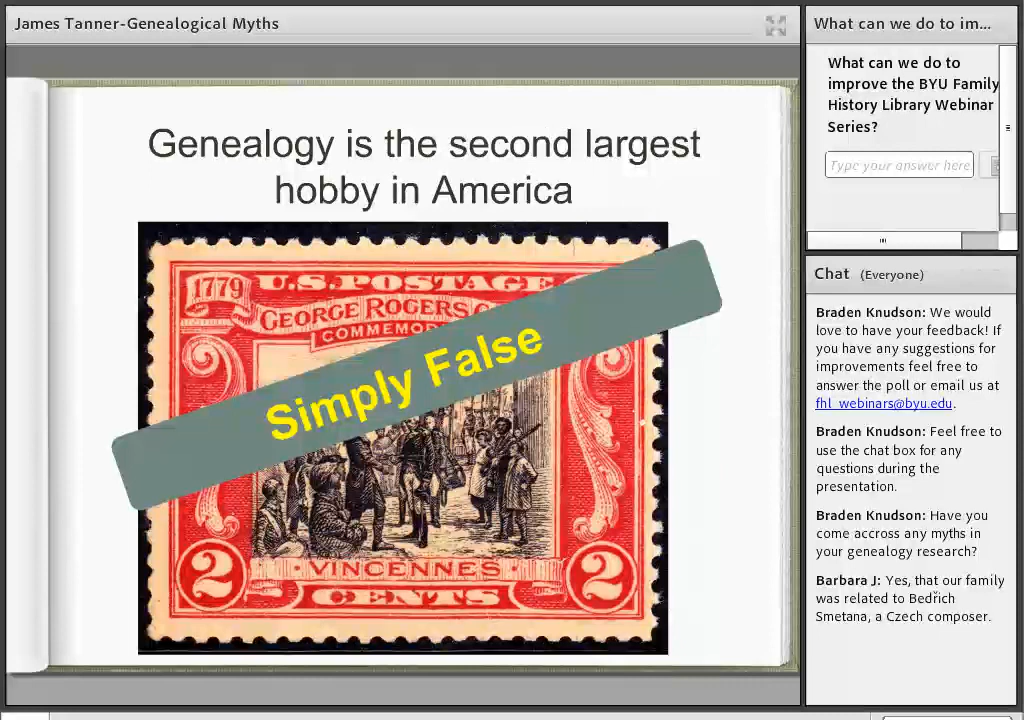 James Tanner-Genealogical Myths
Genealogy is the second largest
hobby in America
1779
U.S. POSTAGE
GEORGE ROGERS
Simply False
2
VINCENNES
2
CENTS
What can we do to im...
What can we do to
improve the BYU Family
History Library Webinar
Series?
Type your answer here
Chat (Everyone)
Braden Knudson: We would
love to have your feedback! If
you have any suggestions for
improvements feel free to
answer the poll or email us at
fhl_webinars@byu.edu.
Braden Knudson: Feel free to
use the chat box for any
questions during the
presentation.
Braden Knudson: Have you
come accross any myths in
your genealogy research?
Barbara J: Yes, that our family
was related to Bedřich
Smetana, a Czech composer.